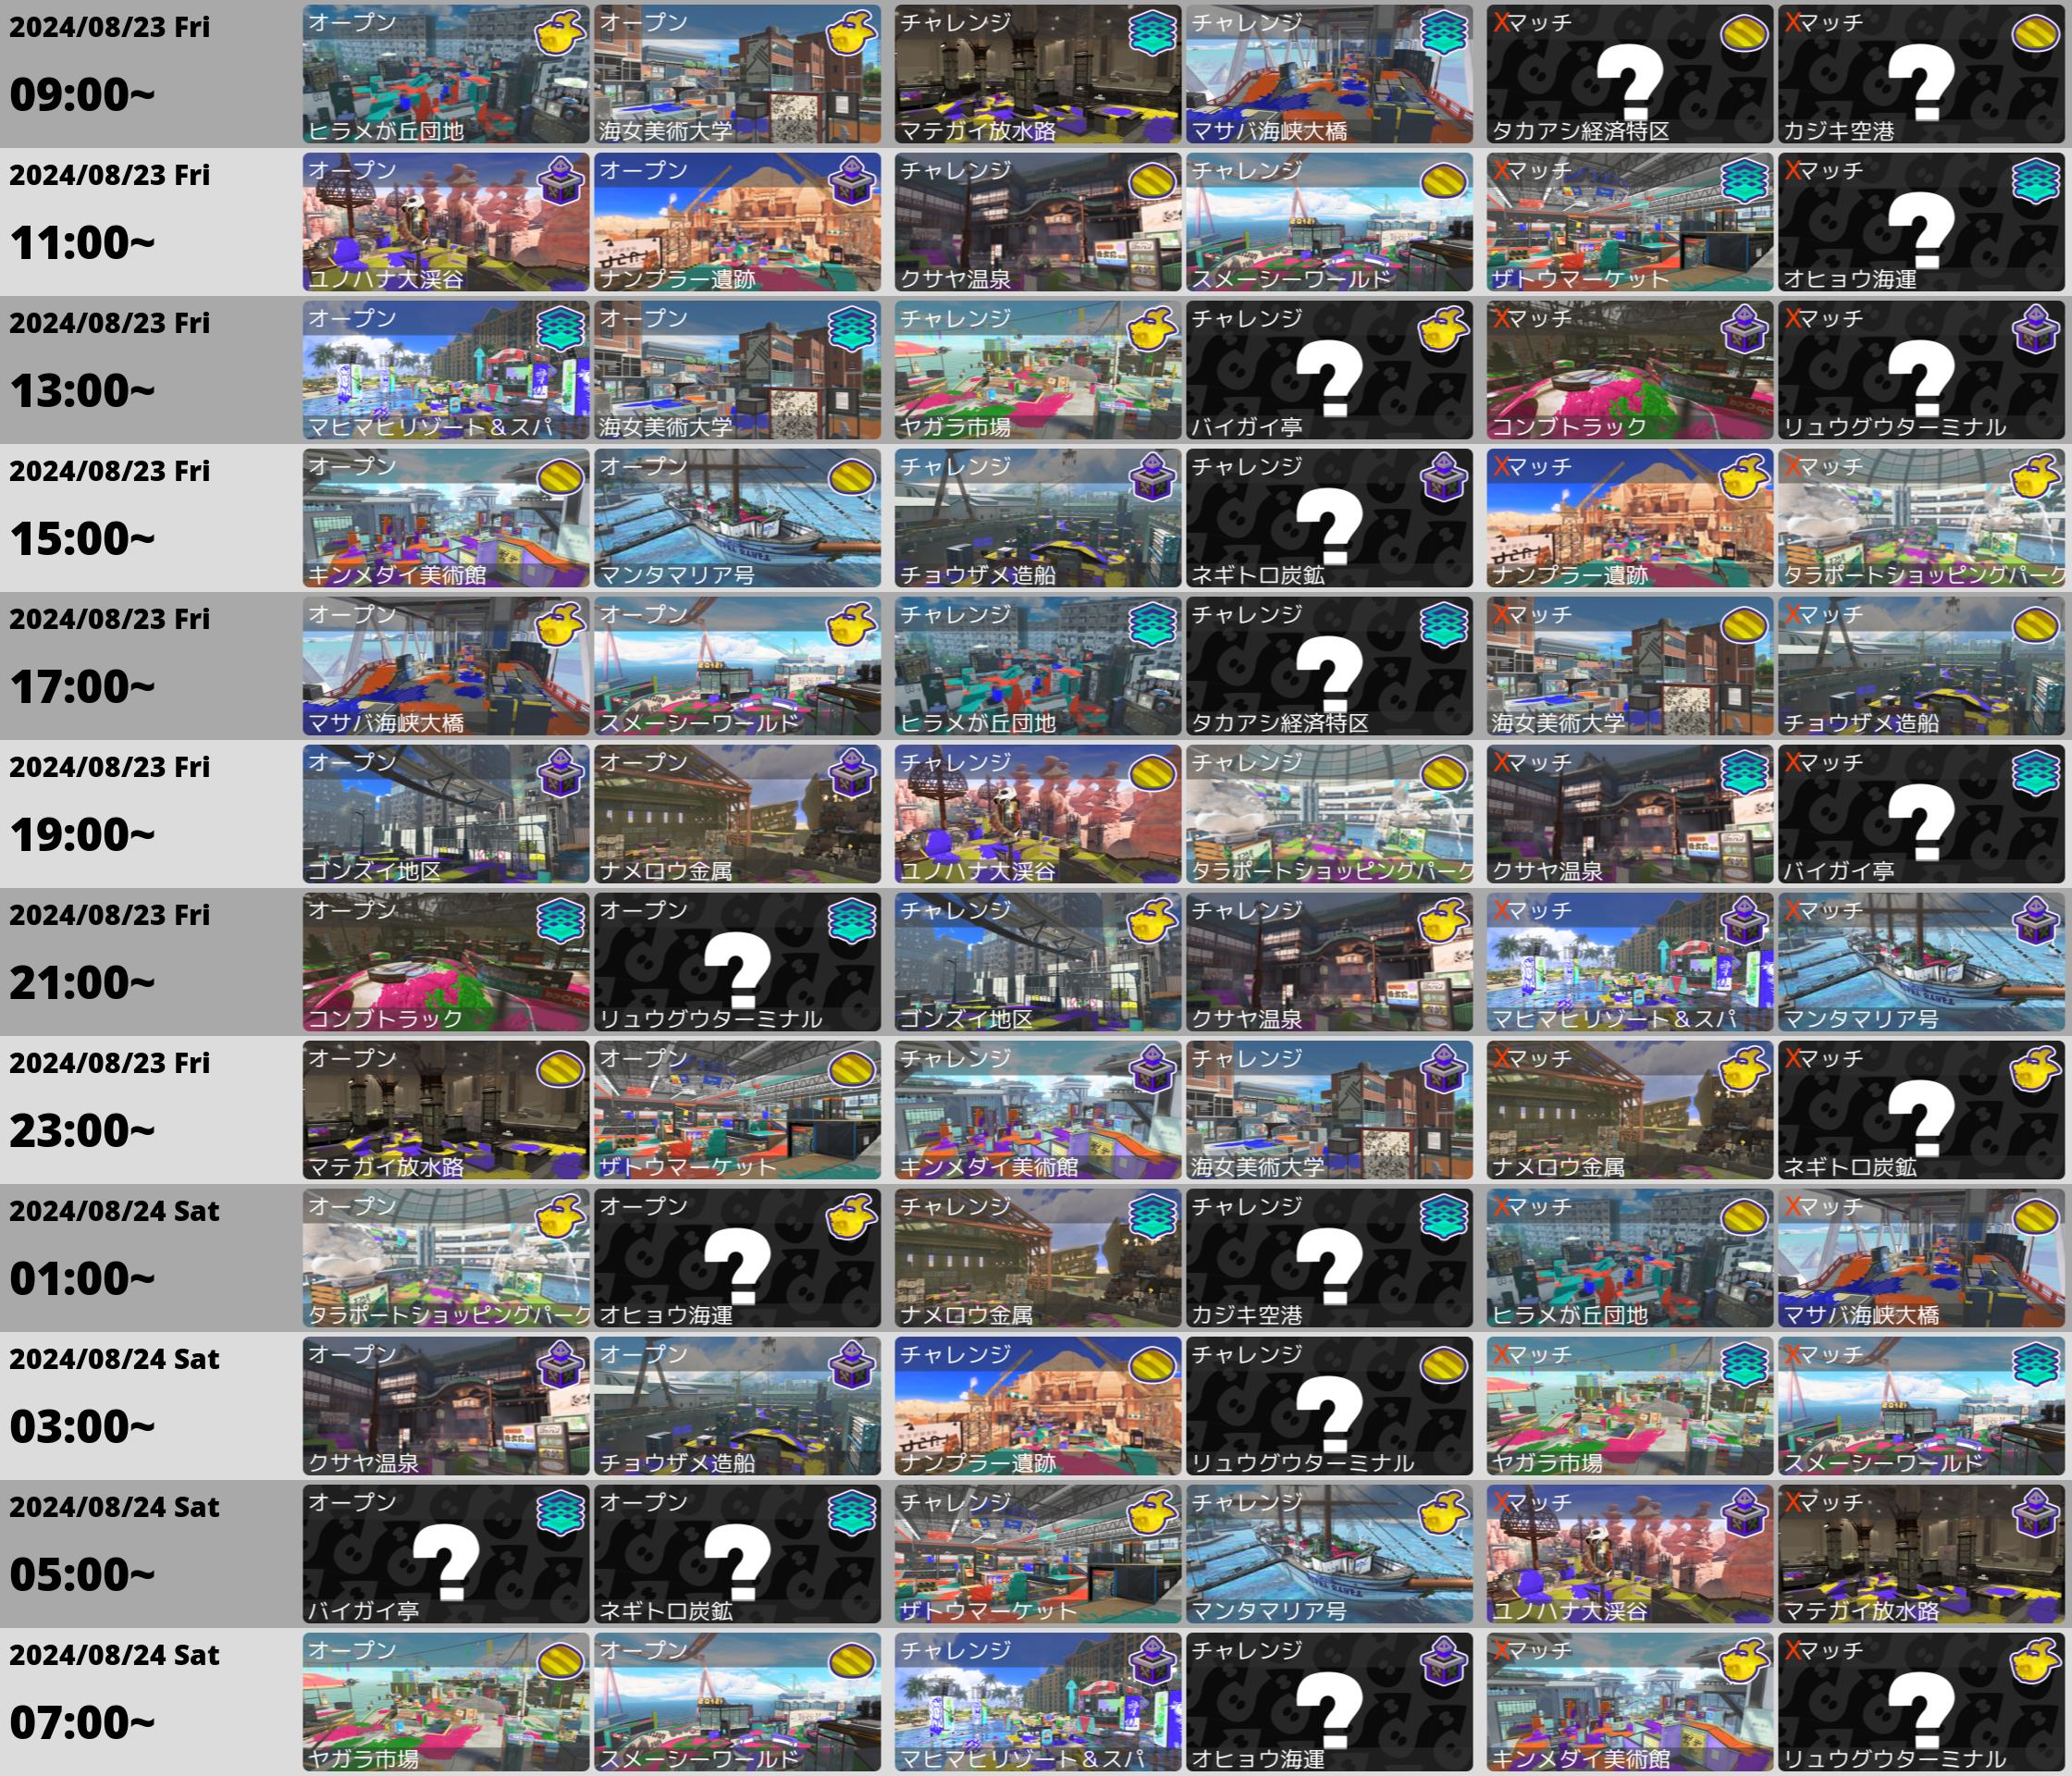 2024/08/23 Fri
09:00~
オープン
ヒラメが丘団地
オープン
海女美術大学
チャレンジ
マテガイ放水路
チャレンジ
マサバ海峡大橋
Xマッチ
タカアシ経済特区
Xマッチ
カジキ空港
2024/08/23 Fri
11:00~
オープン
ユノハナ大渓谷
オープン
ナンプラー遺跡
チャレンジ
クサヤ温泉
チャレンジ
スメーシーワールド
Xマッチ
ザトウマーケット
Xマッチ
オヒョウ海運
2024/08/23 Fri
13:00~
オープン
マヒマヒリゾート＆スパ
オープン
海女美術大学
チャレンジ
ヤガラ市場
チャレンジ
バイガイ亭
Xマッチ
コンブトラック
Xマッチ
リュウグウターミナル
2024/08/23 Fri
15:00~
オープン
キンメダイ美術館
オープン
マンタマリア号
チャレンジ
チョウザメ造船
チャレンジ
ネギトロ炭鉱
Xマッチ
ナンプラー遺跡
Xマッチ
タラポートショッピングパーク
2024/08/23 Fri
17:00~
オープン
マサバ海峡大橋
オープン
スメーシーワールド
チャレンジ
ヒラメが丘団地
チャレンジ
タカアシ経済特区
Xマッチ
海女美術大学
Xマッチ
チョウザメ造船
2024/08/23 Fri
19:00~
オープン
ゴンズイ地区
オープン
ナメロウ金属
チャレンジ
ユノハナ大渓谷
チャレンジ
タラポートショッピングパーク
Xマッチ
クサヤ温泉
Xマッチ
バイガイ亭
2024/08/23 Fri
21:00~
オープン
コンブトラック
オープン
リュウグウターミナル
チャレンジ
ゴンズイ地区
チャレンジ
クサヤ温泉
Xマッチ
マヒマヒリゾート＆スパ
Xマッチ
マンタマリア号
2024/08/23 Fri
23:00~
オープン
マテガイ放水路
オープン
ザトウマーケット
チャレンジ
キンメダイ美術館
チャレンジ
海女美術大学
Xマッチ
ナメロウ金属
Xマッチ
ネギトロ炭鉱
2024/08/24 Sat
01:00~
オープン
タラポートショッピングパーク
オープン
オヒョウ海運
チャレンジ
ナメロウ金属
チャレンジ
カジキ空港
Xマッチ
ヒラメが丘団地
Xマッチ
マサバ海峡大橋
2024/08/24 Sat
03:00~
オープン
クサヤ温泉
オープン
チョウザメ造船
チャレンジ
ナンプラー遺跡
チャレンジ
リュウグウターミナル
Xマッチ
ヤガラ市場
Xマッチ
スメーシーワールド
2024/08/24 Sat
05:00~
オープン
バイガイ亭
オープン
ネギトロ炭鉱
チャレンジ
ザトウマーケット
チャレンジ
マンタマリア号
Xマッチ
ユノハナ大渓谷
Xマッチ
マテガイ放水路
2024/08/24 Sat
07:00~
オープン
ヤガラ市場
オープン
スメーシーワールド
チャレンジ
マヒマヒリゾート＆スパ
チャレンジ
オヒョウ海運
Xマッチ
キンメダイ美術館
Xマッチ
リュウグウターミナル